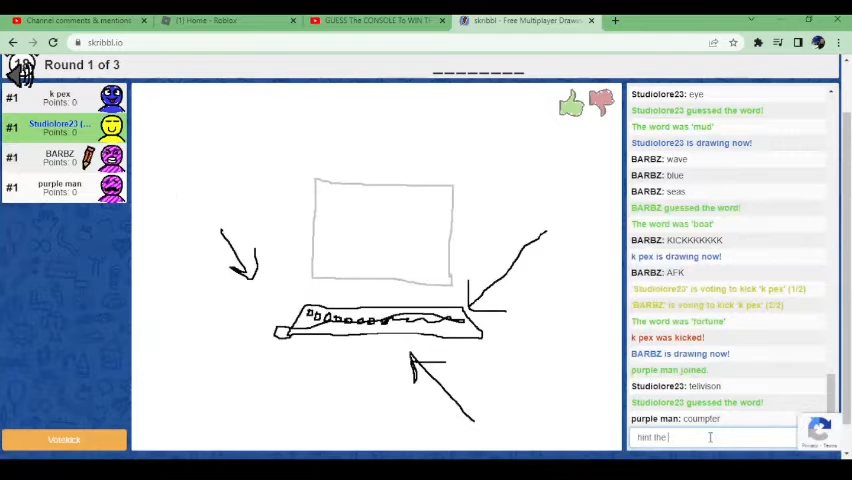 Channel comments & mentions
(1) Home - Roblox
GUESS The CONSOLE To WIN T
skribbl - Free Multiplayer Draw
skribbl.io
Round 1 of 3
________
#1 k pex
Points: 0
#1 Studiolore23 (...
Points: 0
#1 BARBZ
Points: 0
#1 purple man
Points: 0
Votekick
Studiolore23: eye
Studiolore23 guessed the word!
The word was 'mud'
Studiolore23 is drawing now!
BARBZ: wave
BARBZ: blue
BARBZ: seas
BARBZ guessed the word!
The word was 'boat'
BARBZ: KICKKKKKKK
k pex is drawing now!
BARBZ: AFK
'Studiolore23' is voting to kick 'k pex' (1/2)
'BARBZ' is voting to kick 'k pex' (2/2)
The word was 'fortune'
k pex was kicked!
BARBZ is drawing now!
purple man joined.
Studiolore23: telivison
Studiolore23 guessed the word!
purple man: coumpter
hint the
Privacy - Terms